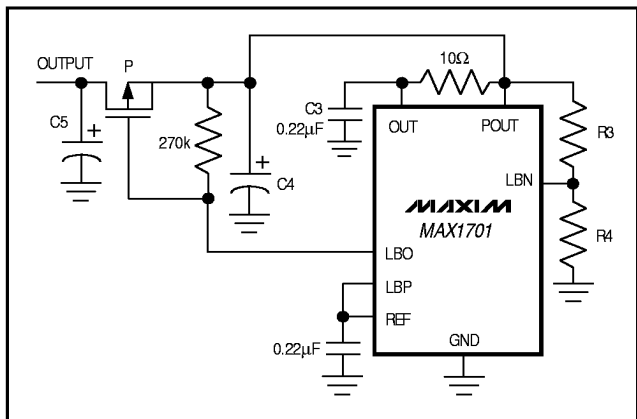 OUTPUT
P
10Ω
C3
0.22μF
OUT
POUT
R3
C5
+
270k
+
C4
LBN
MAXIM
MAX1701
R4
LBO
LBP
REF
0.22μF
GND